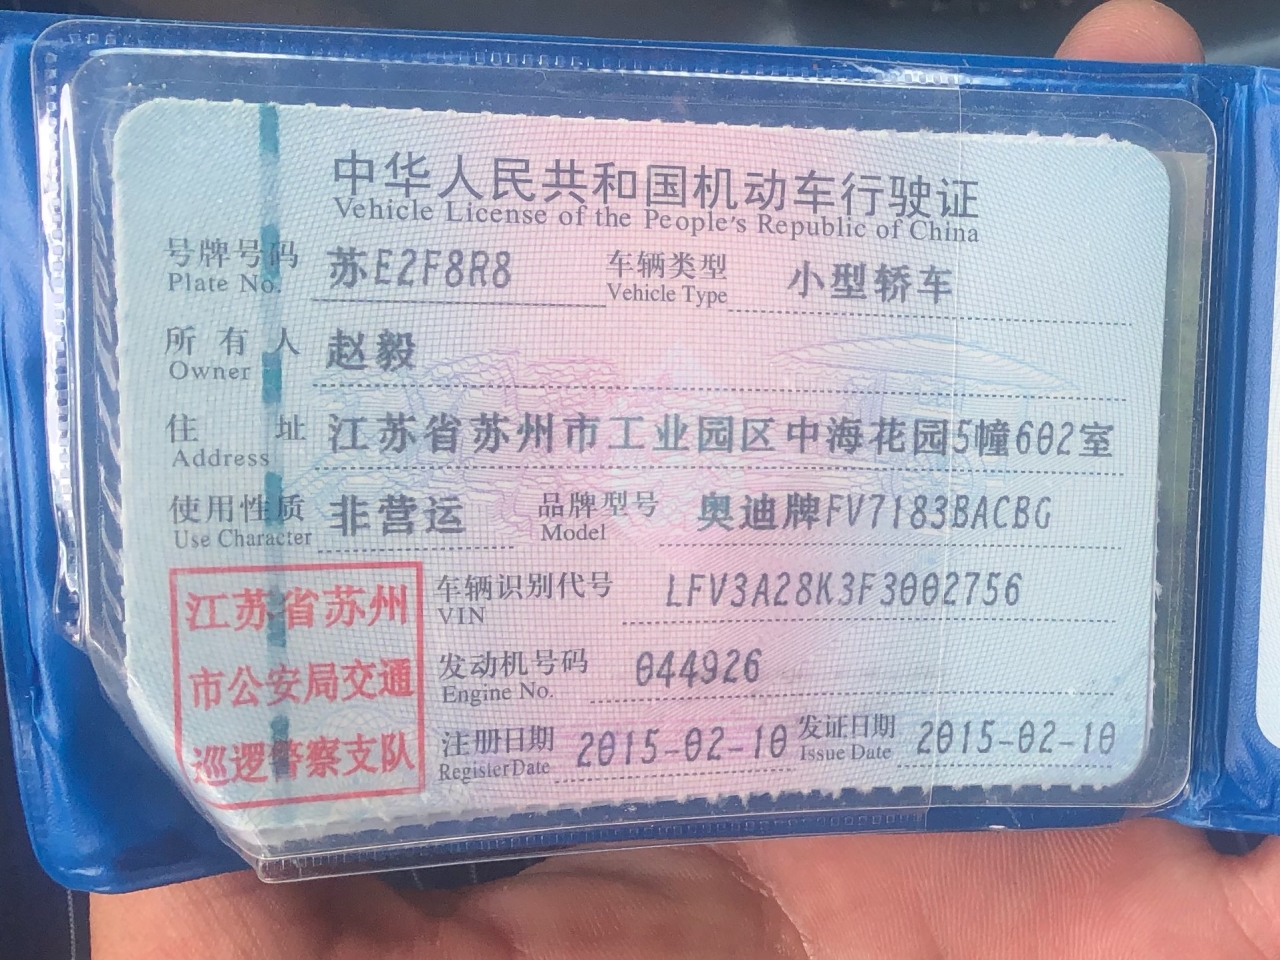 中华人民共和国机动车行驶证
Vehicle License of the People's Republic of China
号牌号码 苏E2F8R8 车辆类型 小型轿车
Plate No. Vehicle Type
所有人 赵毅
Owner
住址 江苏省苏州市工业园区中海花园5幢602室
Address
使用性质 非营运 品牌型号 奥迪牌FV7183BACBG
Use Character Model
江苏省苏州
市公安局交通
巡逻警察支队
车辆识别代号 LFV3A28K3F3002756
VIN
发动机号码 044926
Engine No.
注册日期 2015-02-10 发证日期 2015-02-10
Register Date Issue Date